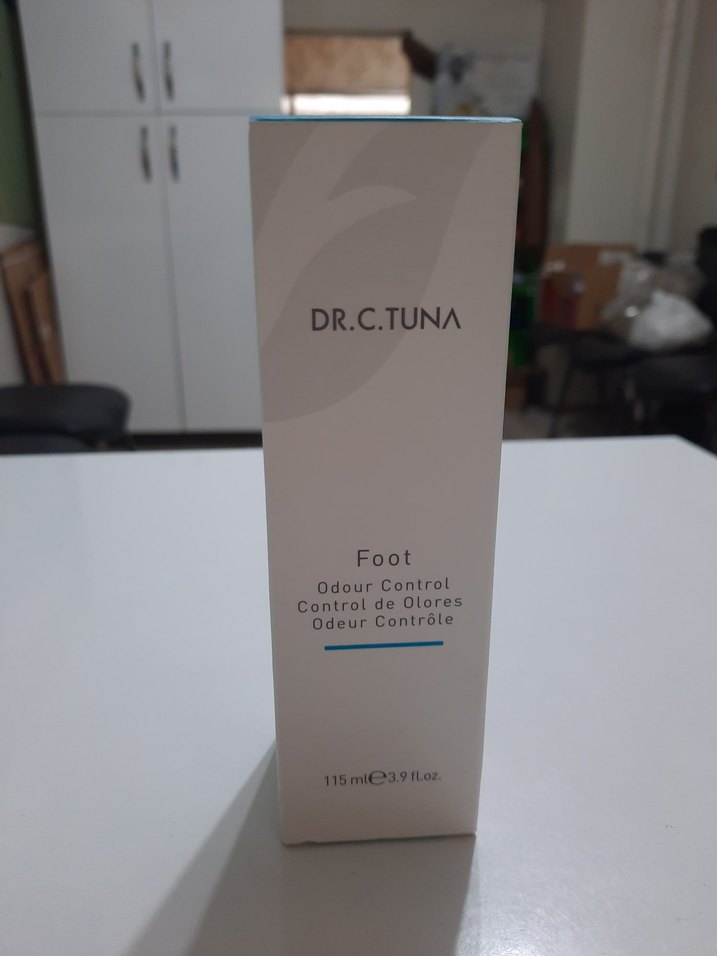 DR.C.TUNA
Foot
Odour Control
Control de Olores
Odeur Contrôle
115 ml℮3.9 fl.oz.